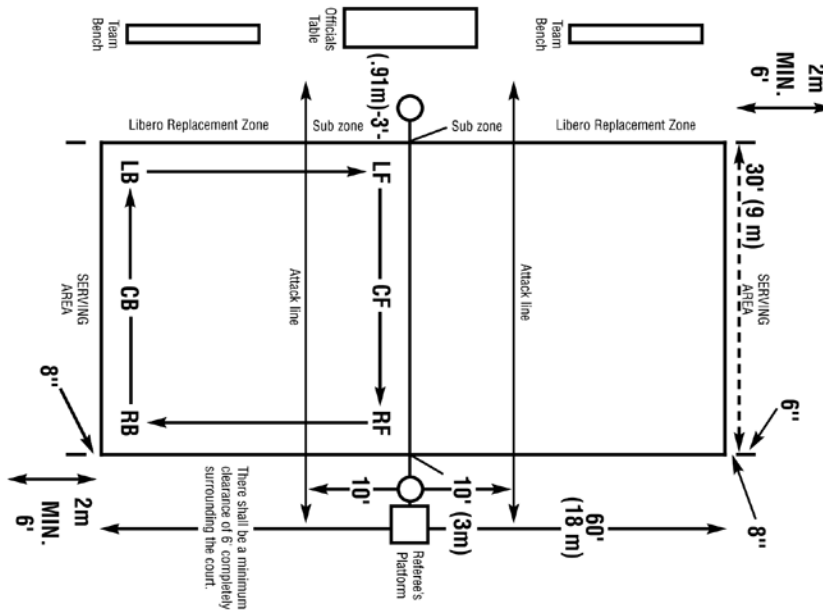 Team
Bench
Officials
Table
Team
Bench
2m
MIN.
6'
(.91m)-3'-
Libero Replacement Zone
Sub zone
Sub zone
Libero Replacement Zone
LB
LF
30' (9 m)
SERVING
AREA
CB
CF
Attack line
Attack line
SERVING
AREA
8"
RB
RF
6"
8"
2m
MIN.
6'
There shall be a minimum
clearance of 6' completely
surrounding the court.
10'
10'
(3m)
60'
(18 m)
Referee's
Platform